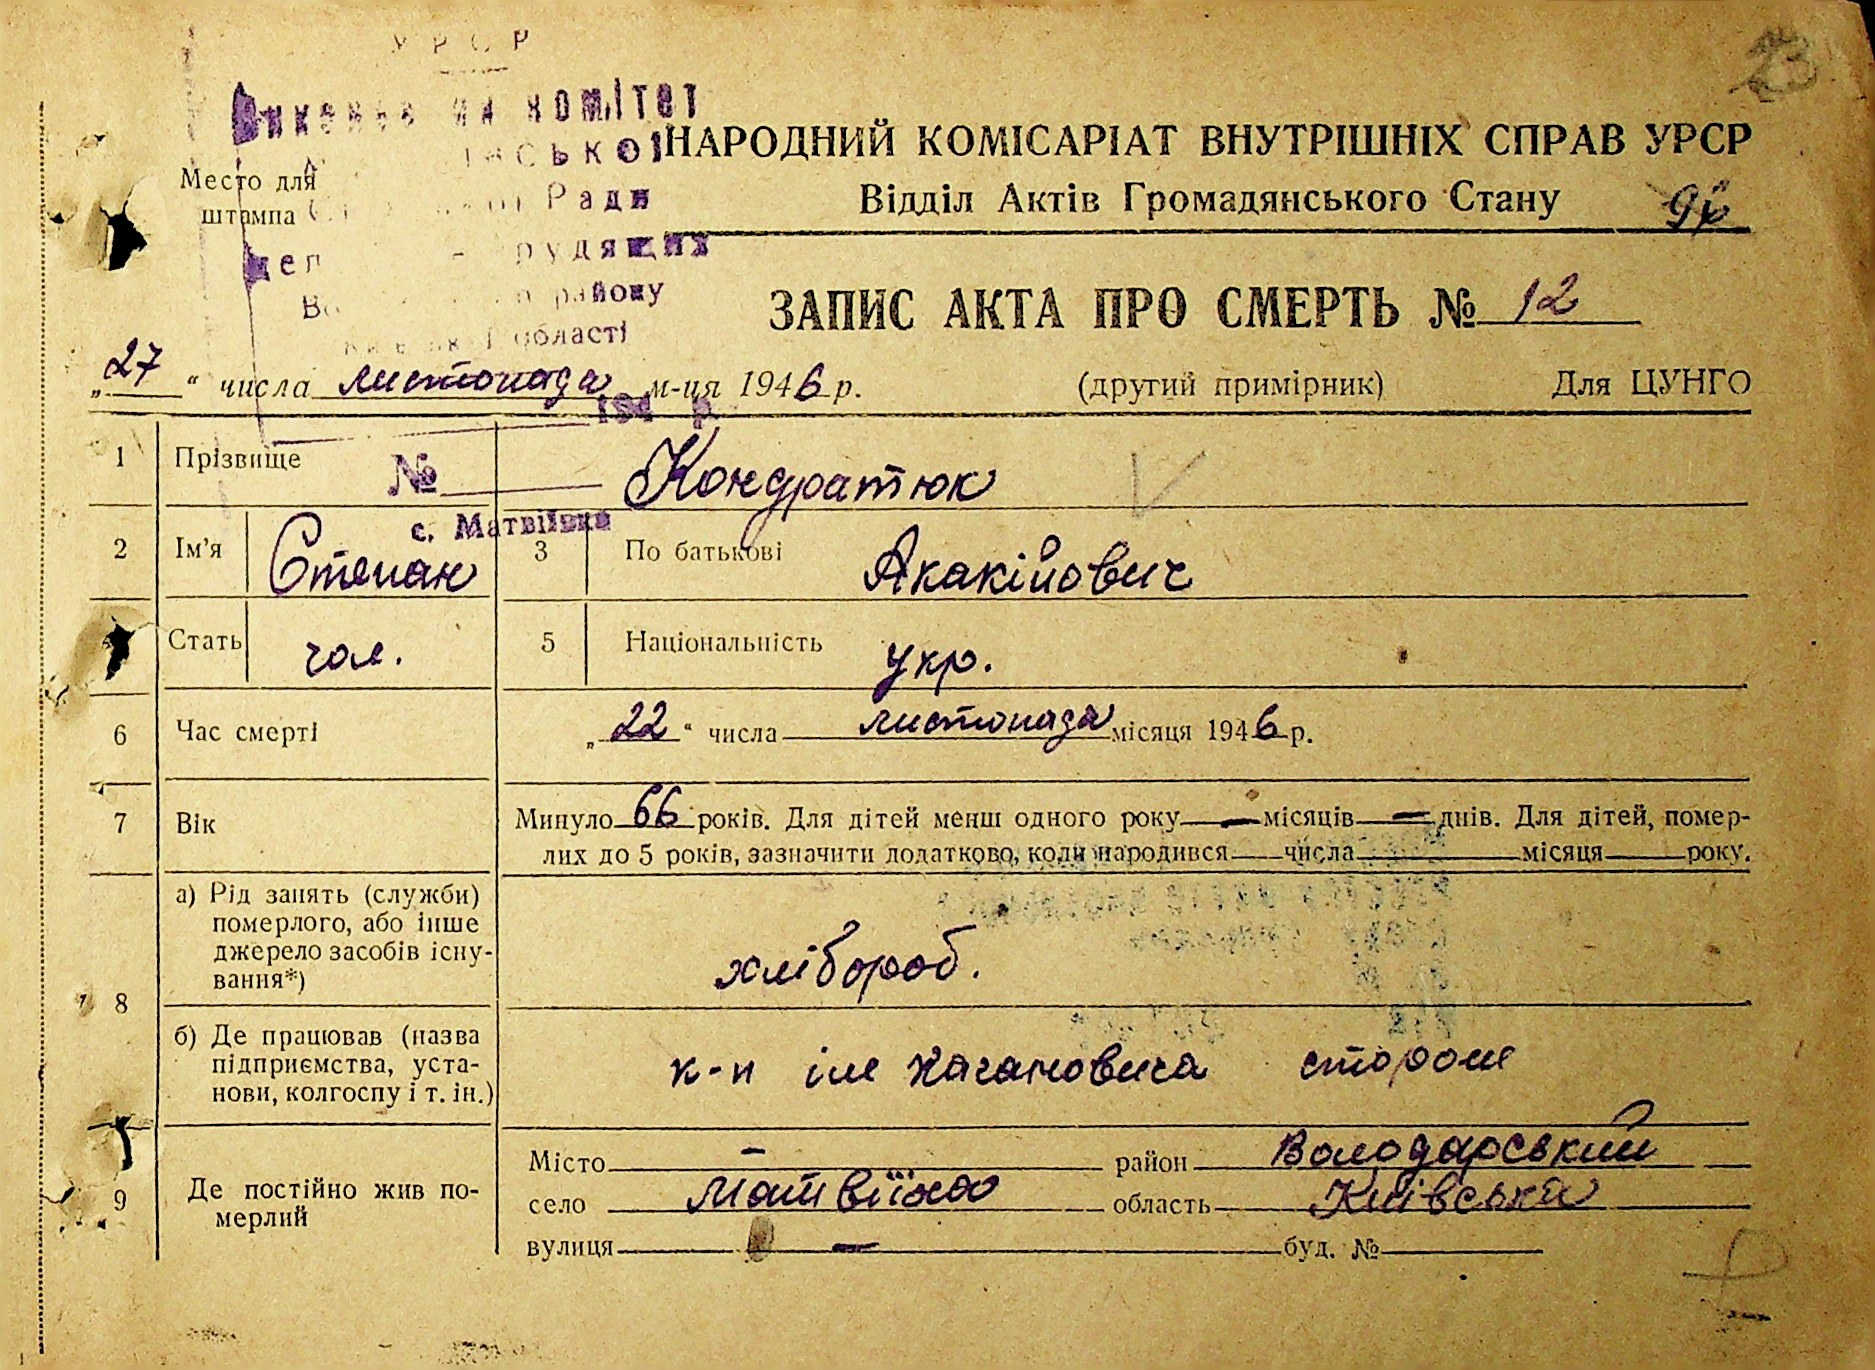 УРСР
23
комітет
НАРОДНИЙ КОМІСАРІАТ ВНУТРІШНІХ СПРАВ УРСР
Место для
штампа
Ради
Відділ Актів Громадянського Стану
трудящих
району
області
ЗАПИС АКТА ПРО СМЕРТЬ № 12
„27“ числа листопада м-ця 1946 р. (другий примірник) Для ЦУНГО
194 р.
1 Прізвище Кондратюк
№
с. Матвіївка
2 Ім’я Степан 3 По батькові Акакійович
Стать чол. 5 Національність укр.
6 Час смерті „22“ числа листопада місяця 1946 р.
7 Вік Минуло 66 років. Для дітей менш одного року — місяців — днів. Для дітей, помер-
лих до 5 років, зазначити додатково, коли народився числа місяця року.
8 а) Рід занять (служби)
померлого, або інше
джерело засобів існу-
вання*)
хлібороб.
б) Де працював (назва
підприємства, уста-
нови, колгоспу і т. ін.)
к-п ім Кагановича сторож
9 Де постійно жив по-
мерлий
Місто — район Володарський
село Матвіїха область Київська
вулиця — буд. №